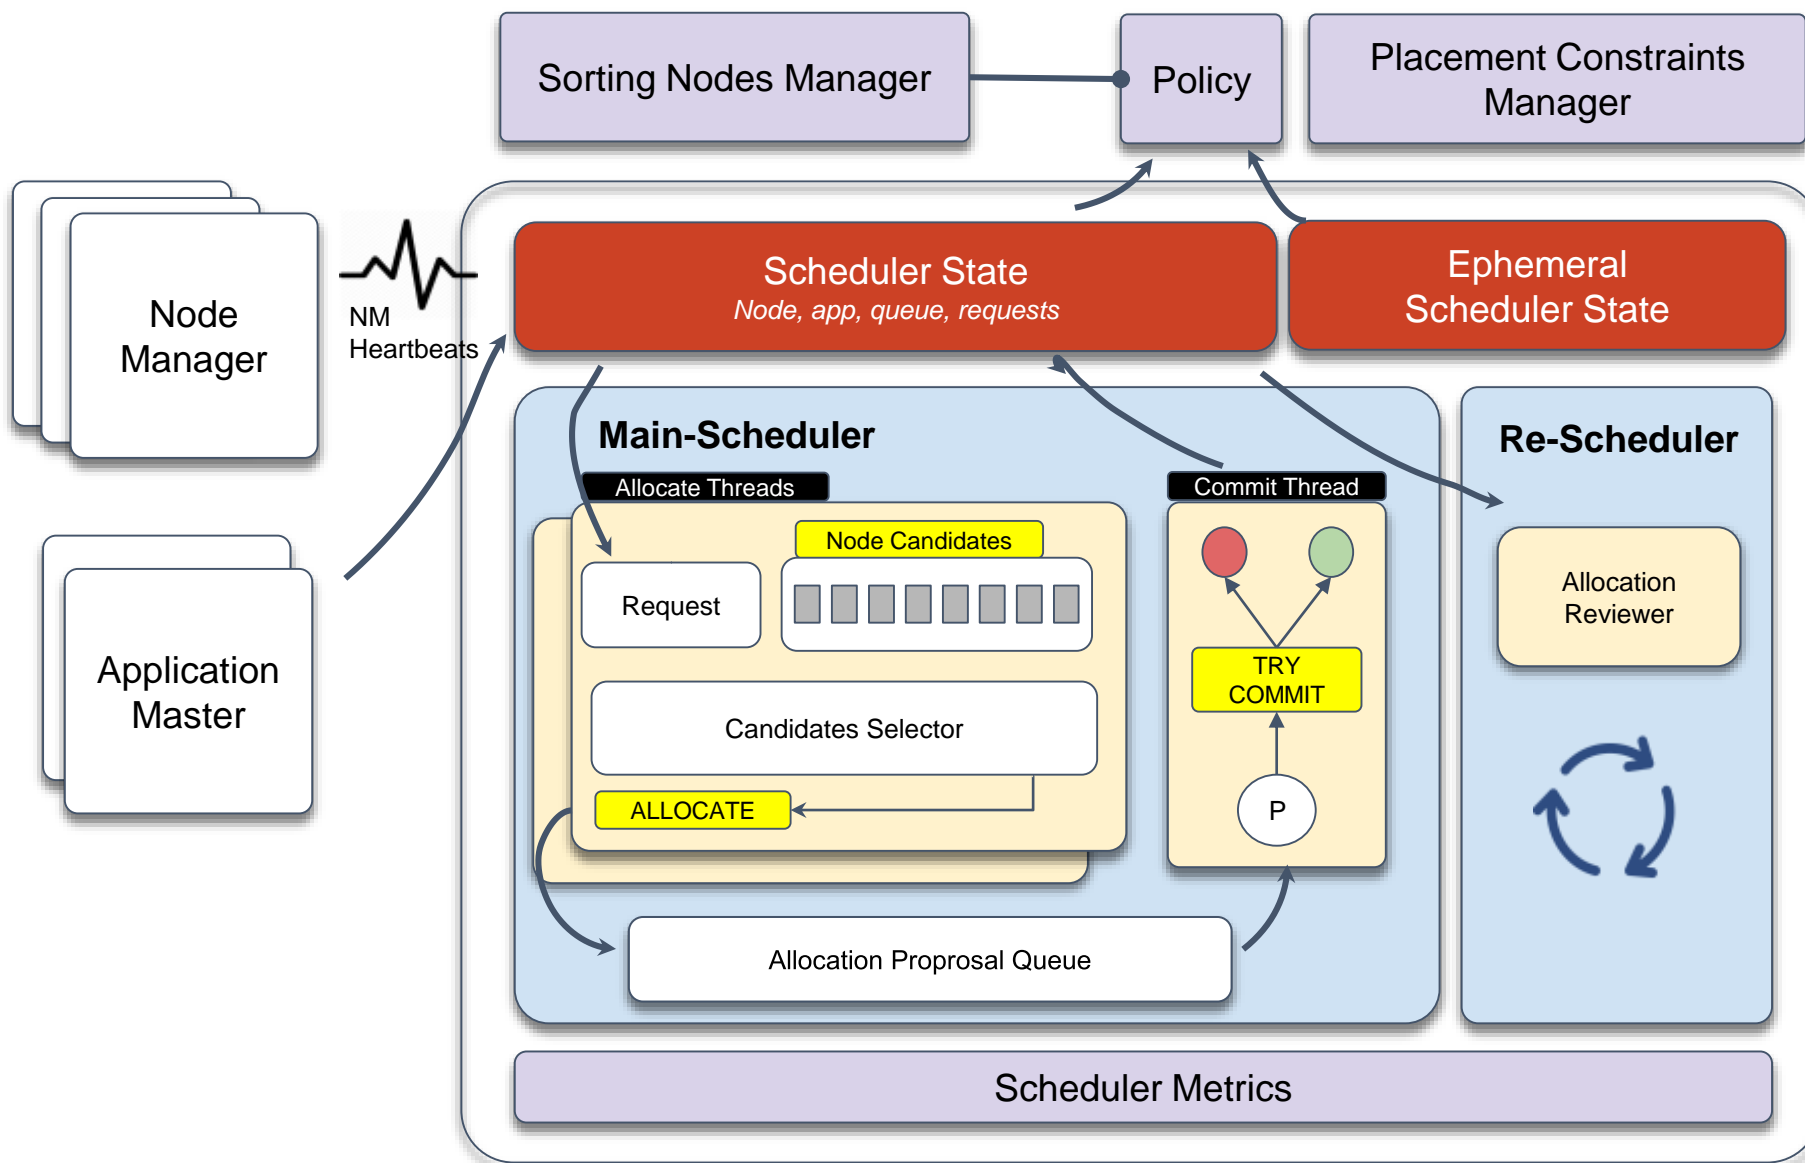 Sorting Nodes Manager
Policy
Placement Constraints
Manager
Node
Manager
NM
Heartbeats
Scheduler State
Node, app, queue, requests
Ephemeral
Scheduler State
Application
Master
Main-Scheduler
Allocate Threads
Node Candidates
Request
Candidates Selector
ALLOCATE
Commit Thread
TRY
COMMIT
P
Allocation Proprosal Queue
Re-Scheduler
Allocation
Reviewer
Scheduler Metrics